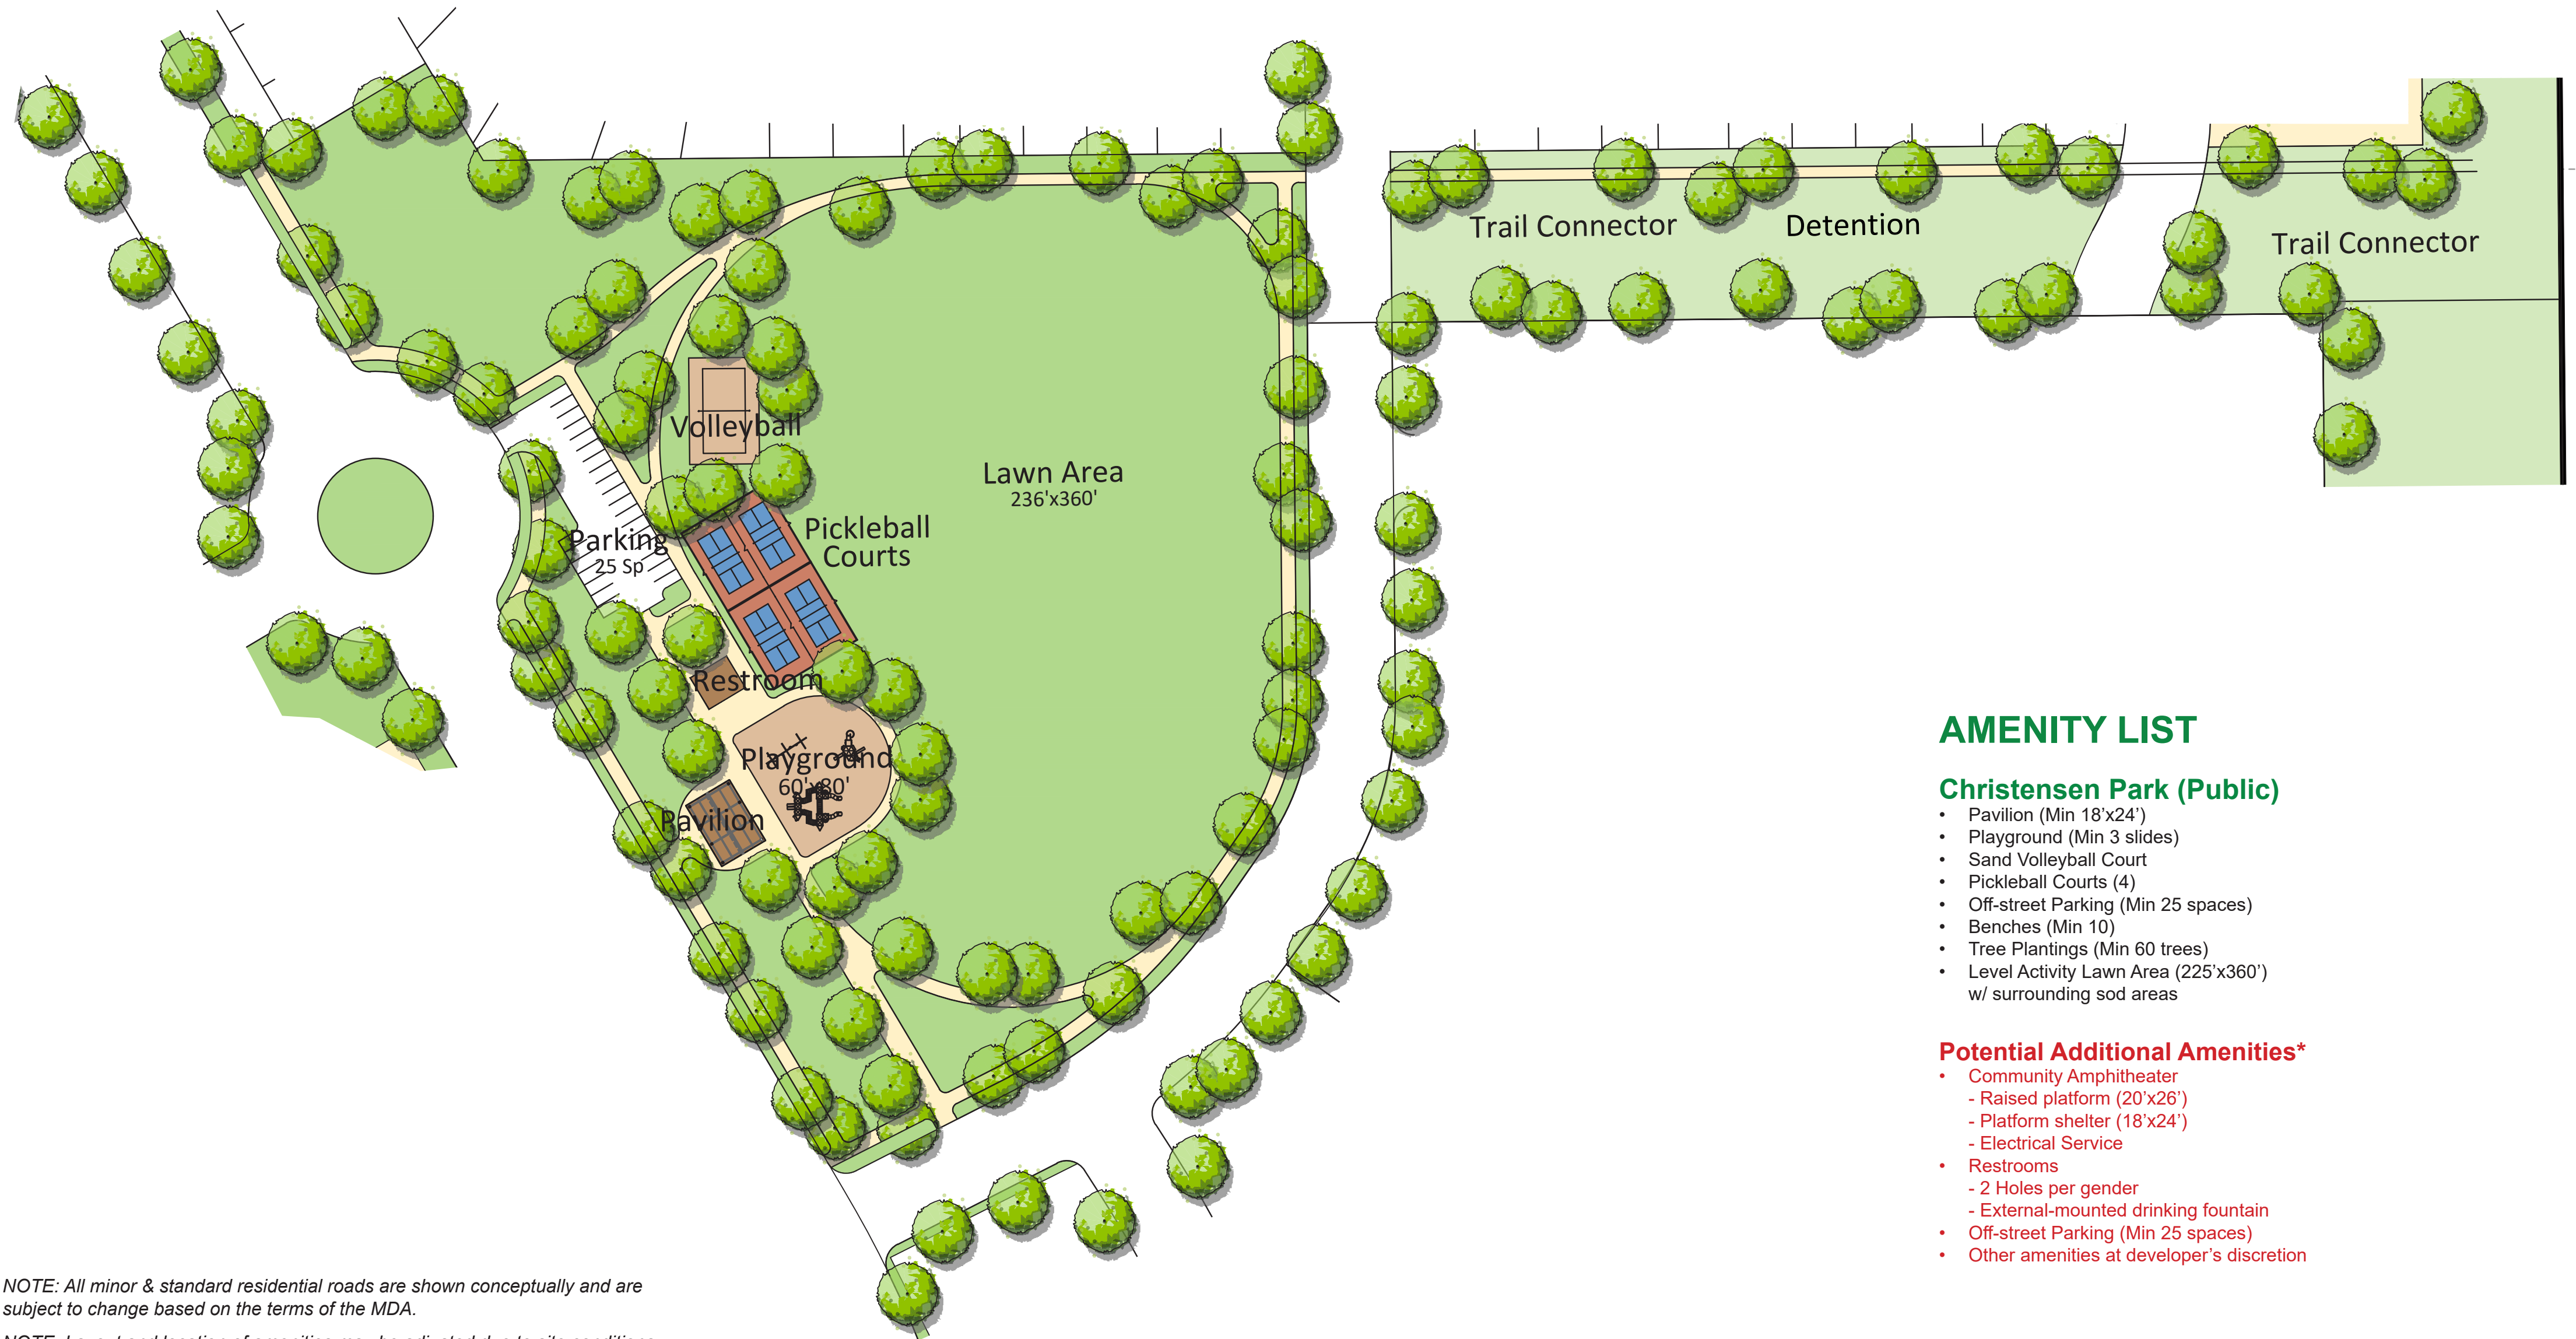 Trail Connector
Detention
Trail Connector
Volleyball
Lawn Area
236'x360'
Pickleball
Courts
Parking
25 Sp
Restroom
Playground
60'x80'
Pavilion
AMENITY LIST
Christensen Park (Public)
• Pavilion (Min 18’x24’)
• Playground (Min 3 slides)
• Sand Volleyball Court
• Pickleball Courts (4)
• Off-street Parking (Min 25 spaces)
• Benches (Min 10)
• Tree Plantings (Min 60 trees)
• Level Activity Lawn Area (225’x360’)
w/ surrounding sod areas
Potential Additional Amenities*
• Community Amphitheater
- Raised platform (20’x26’)
- Platform shelter (18’x24’)
- Electrical Service
• Restrooms
- 2 Holes per gender
- External-mounted drinking fountain
• Off-street Parking (Min 25 spaces)
• Other amenities at developer’s discretion
NOTE: All minor & standard residential roads are shown conceptually and are
subject to change based on the terms of the MDA.